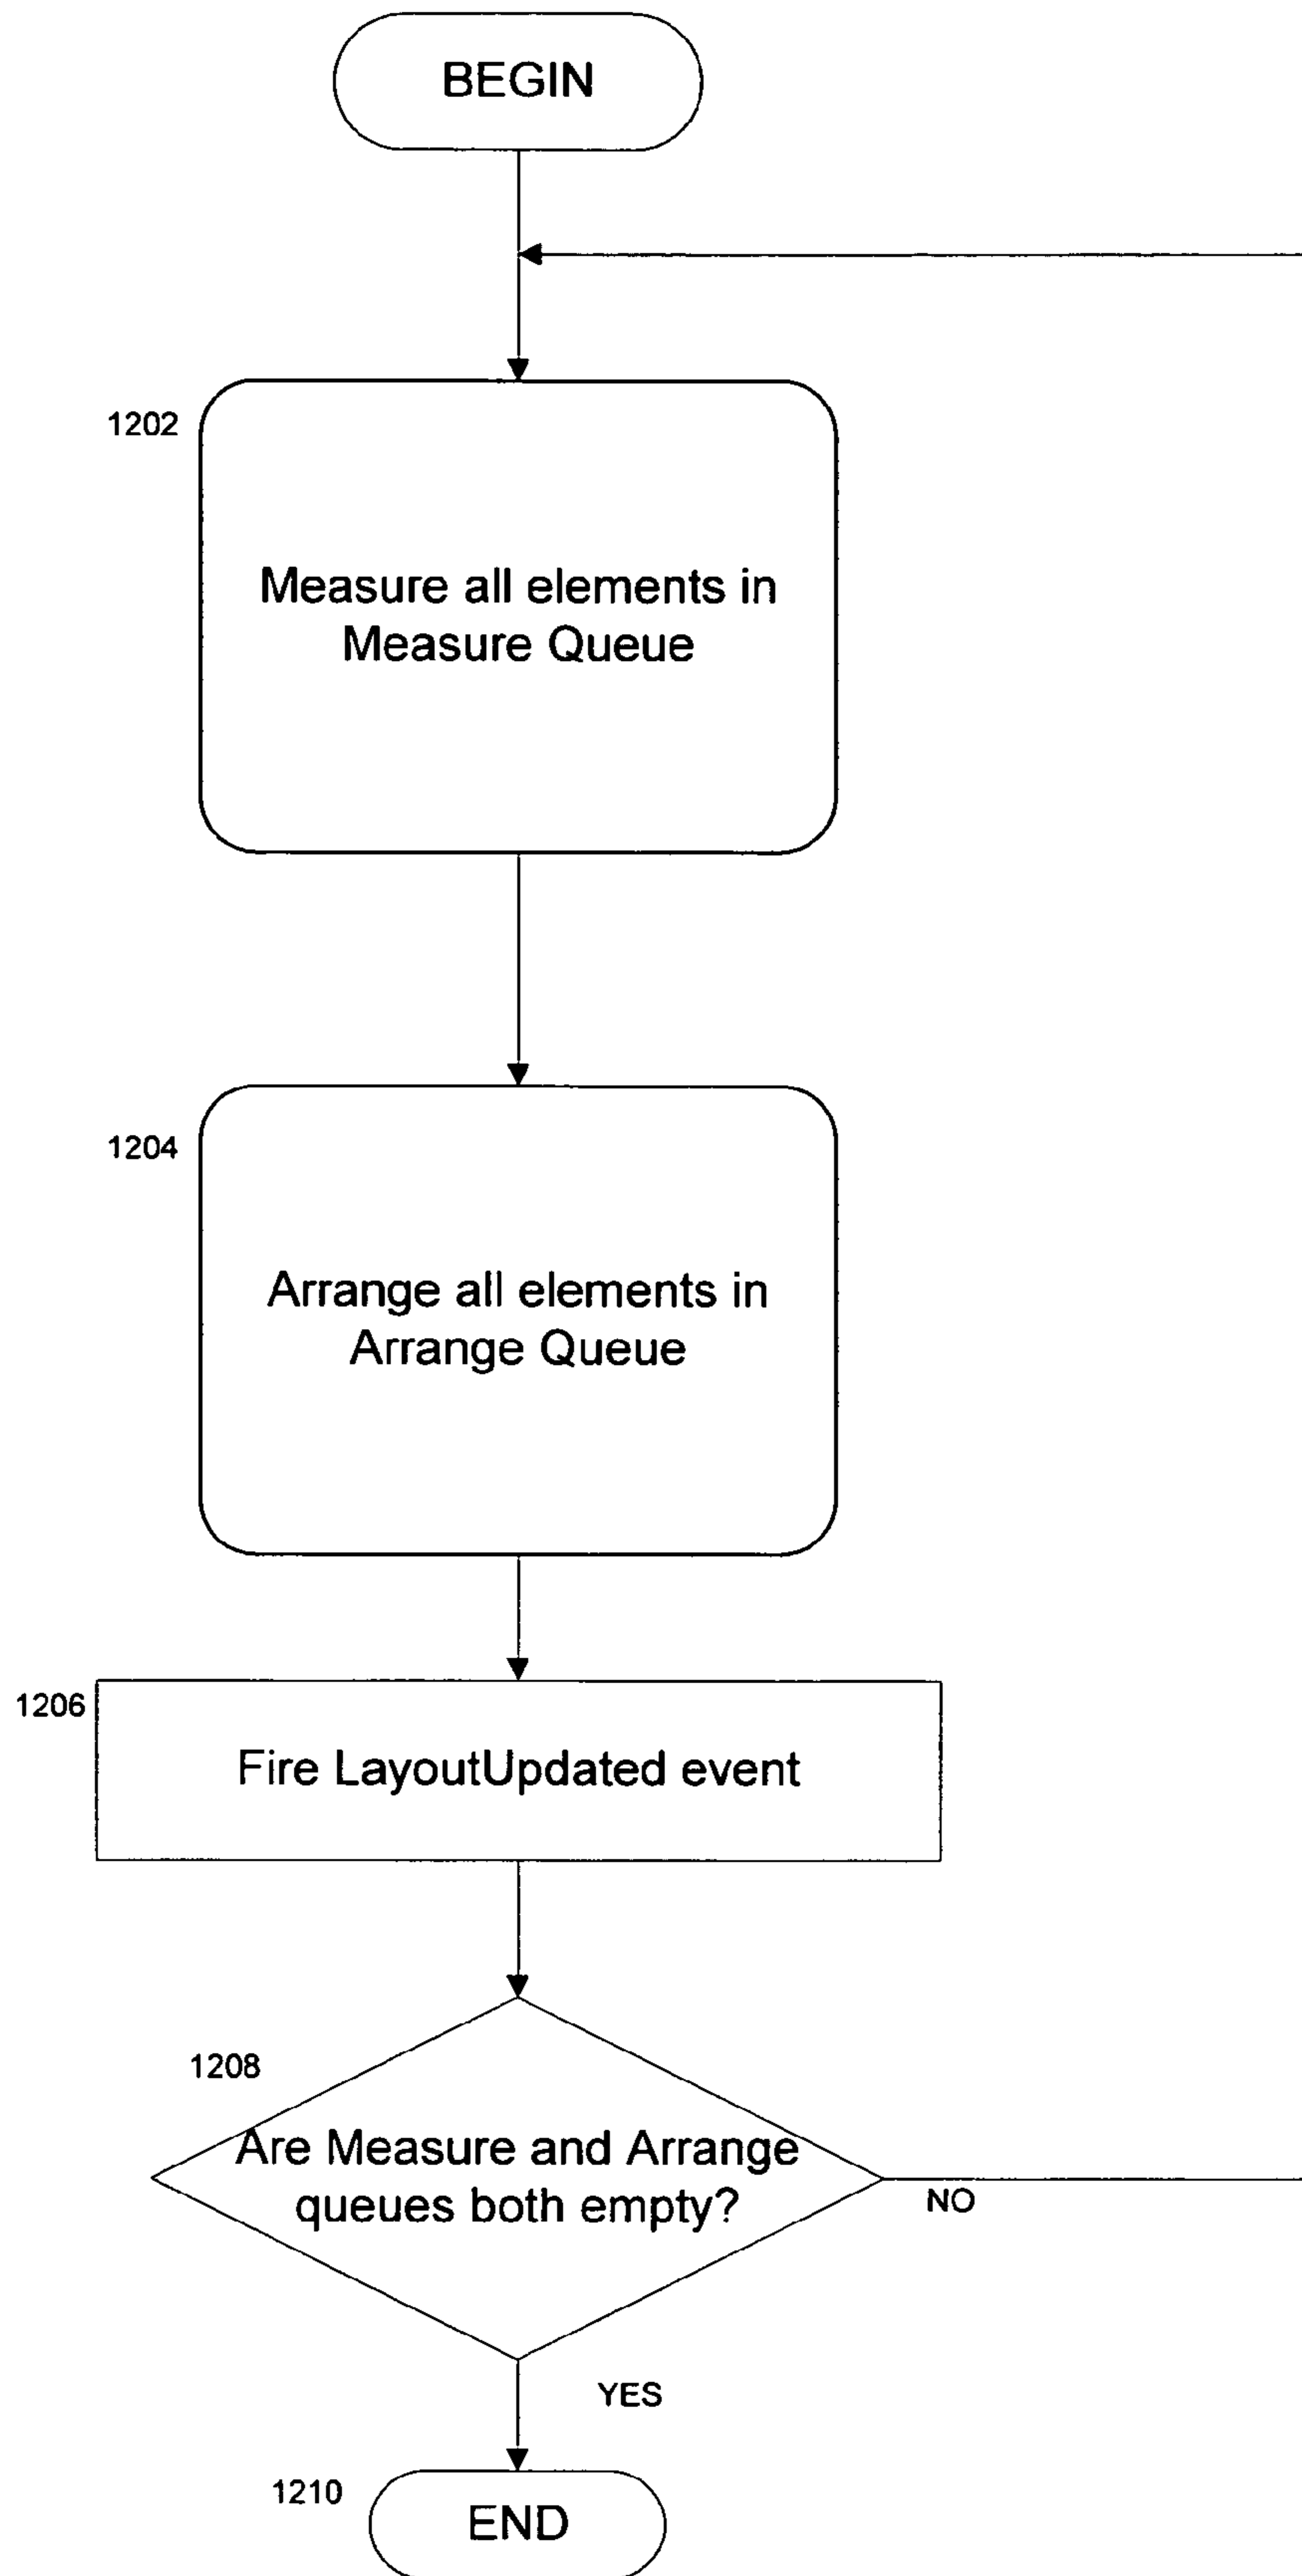 BEGIN
1202
Measure all elements in
Measure Queue
1204
Arrange all elements in
Arrange Queue
1206
Fire LayoutUpdated event
1208
Are Measure and Arrange
queues both empty?
NO
YES
1210
END